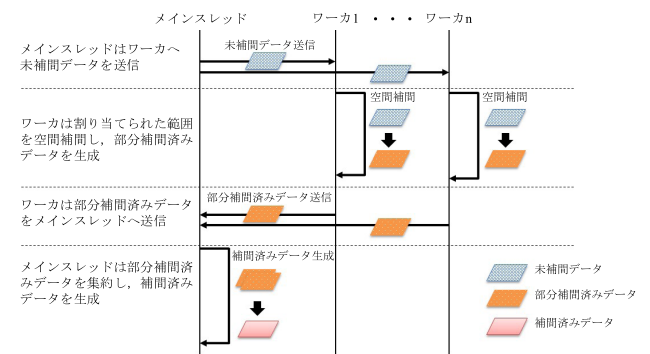 メインスレッド
ワーカ1 ・・・ ワーカn
メインスレッドはワーカへ
未補間データを送信
未補間データ送信
ワーカは割り当てられた範囲
を空間補間し，部分補間済み
データを生成
空間補間
空間補間
ワーカは部分補間済みデータ
をメインスレッドへ送信
部分補間済みデータ送信
メインスレッドは部分補間済
みデータを集約し，補間済み
データを生成
補間済みデータ生成
未補間データ
部分補間済みデータ
補間済みデータ